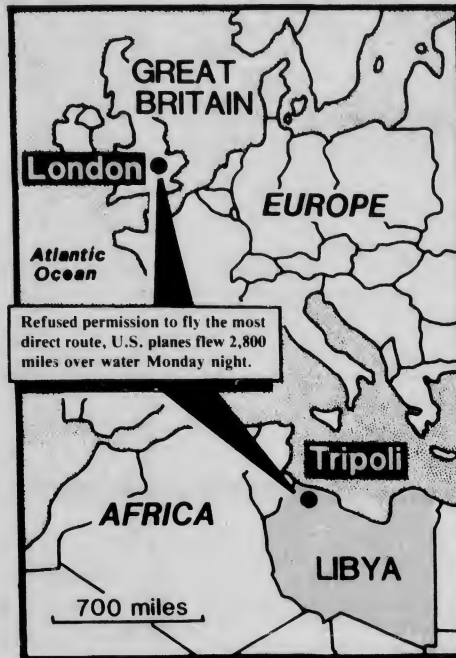 GREAT
BRITAIN
London
EUROPE
Atlantic
Ocean
Refused permission to fly the most
direct route, U.S. planes flew 2,800
miles over water Monday night.
Tripoli
AFRICA
LIBYA
700 miles